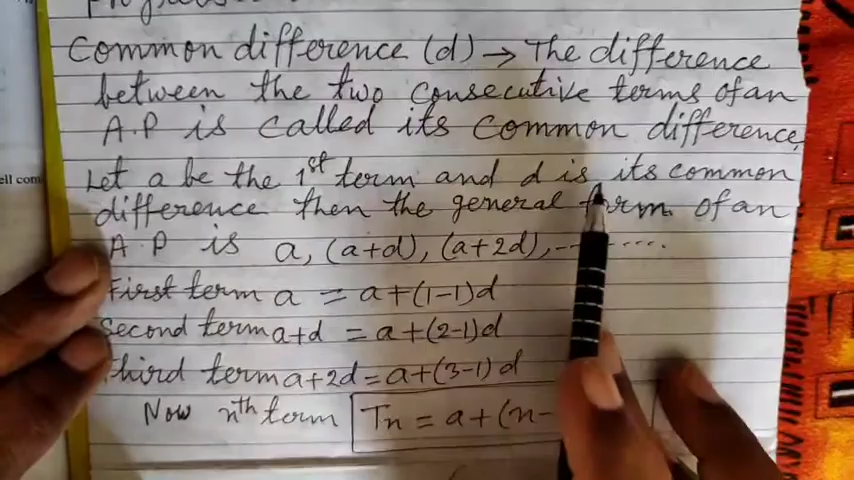 Common difference (d) → The difference
between the two consecutive terms of an
A.P is called its common difference.
Let a be the 1st term and d is its common
difference then the general form of an
A.P is a, (a+d), (a+2d), --......
First term a = a+(1-1)d
Second term a+d = a+(2-1)d
Third term a+2d = a+(3-1)d
Now nth term Tn = a+(n-
ell com